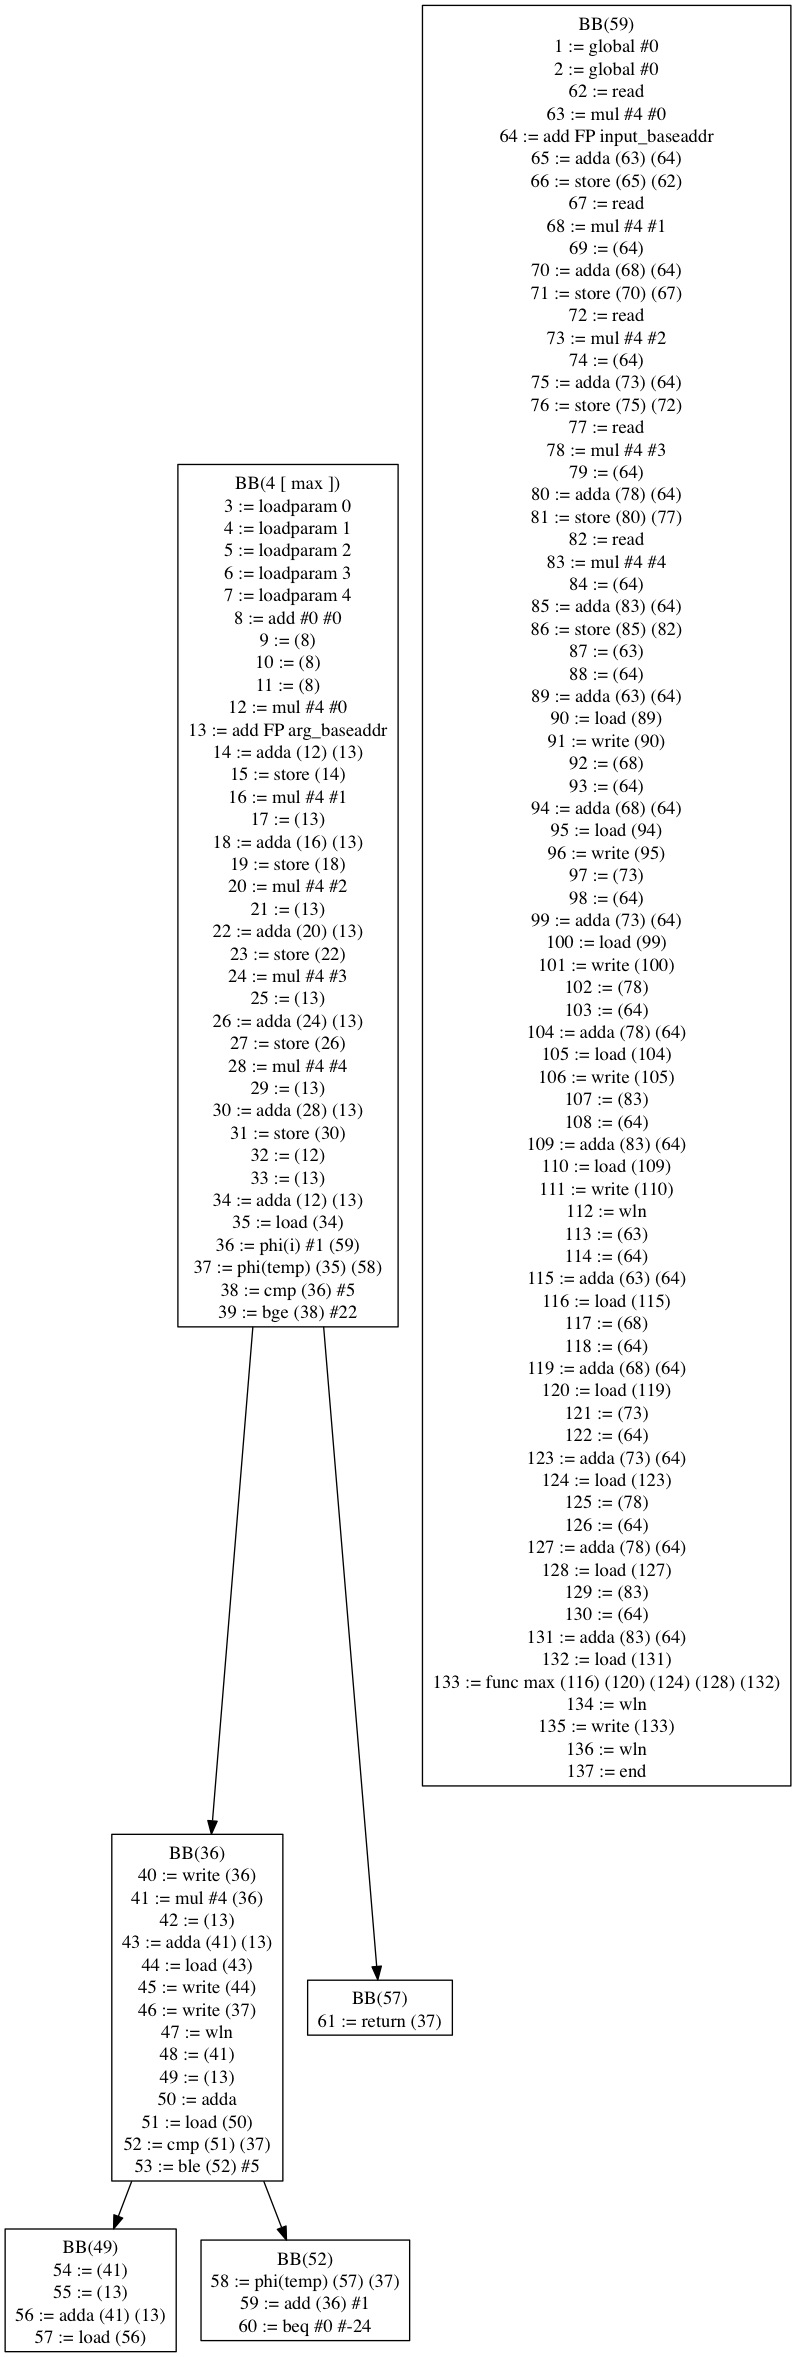 BB(59)
1 := global #0
2 := global #0
62 := read
63 := mul #4 #0
64 := add FP input_baseaddr
65 := adda (63) (64)
66 := store (65) (62)
67 := read
68 := mul #4 #1
69 := (64)
70 := adda (68) (64)
71 := store (70) (67)
72 := read
73 := mul #4 #2
74 := (64)
75 := adda (73) (64)
76 := store (75) (72)
77 := read
78 := mul #4 #3
79 := (64)
80 := adda (78) (64)
81 := store (80) (77)
82 := read
83 := mul #4 #4
84 := (64)
85 := adda (83) (64)
86 := store (85) (82)
87 := (63)
88 := (64)
89 := adda (63) (64)
90 := load (89)
91 := write (90)
92 := (68)
93 := (64)
94 := adda (68) (64)
95 := load (94)
96 := write (95)
97 := (73)
98 := (64)
99 := adda (73) (64)
100 := load (99)
101 := write (100)
102 := (78)
103 := (64)
104 := adda (78) (64)
105 := load (104)
106 := write (105)
107 := (83)
108 := (64)
109 := adda (83) (64)
110 := load (109)
111 := write (110)
112 := wln
113 := (63)
114 := (64)
115 := adda (63) (64)
116 := load (115)
117 := (68)
118 := (64)
119 := adda (68) (64)
120 := load (119)
121 := (73)
122 := (64)
123 := adda (73) (64)
124 := load (123)
125 := (78)
126 := (64)
127 := adda (78) (64)
128 := load (127)
129 := (83)
130 := (64)
131 := adda (83) (64)
132 := load (131)
133 := func max (116) (120) (124) (128) (132)
134 := wln
135 := write (133)
136 := wln
137 := end
BB(4 [ max ])
3 := loadparam 0
4 := loadparam 1
5 := loadparam 2
6 := loadparam 3
7 := loadparam 4
8 := add #0 #0
9 := (8)
10 := (8)
11 := (8)
12 := mul #4 #0
13 := add FP arg_baseaddr
14 := adda (12) (13)
15 := store (14)
16 := mul #4 #1
17 := (13)
18 := adda (16) (13)
19 := store (18)
20 := mul #4 #2
21 := (13)
22 := adda (20) (13)
23 := store (22)
24 := mul #4 #3
25 := (13)
26 := adda (24) (13)
27 := store (26)
28 := mul #4 #4
29 := (13)
30 := adda (28) (13)
31 := store (30)
32 := (12)
33 := (13)
34 := adda (12) (13)
35 := load (34)
36 := phi(i) #1 (59)
37 := phi(temp) (35) (58)
38 := cmp (36) #5
39 := bge (38) #22
BB(36)
40 := write (36)
41 := mul #4 (36)
42 := (13)
43 := adda (41) (13)
44 := load (43)
45 := write (44)
46 := write (37)
47 := wln
48 := (41)
49 := (13)
50 := adda
51 := load (50)
52 := cmp (51) (37)
53 := ble (52) #5
BB(57)
61 := return (37)
BB(49)
54 := (41)
55 := (13)
56 := adda (41) (13)
57 := load (56)
BB(52)
58 := phi(temp) (57) (37)
59 := add (36) #1
60 := beq #0 #-24